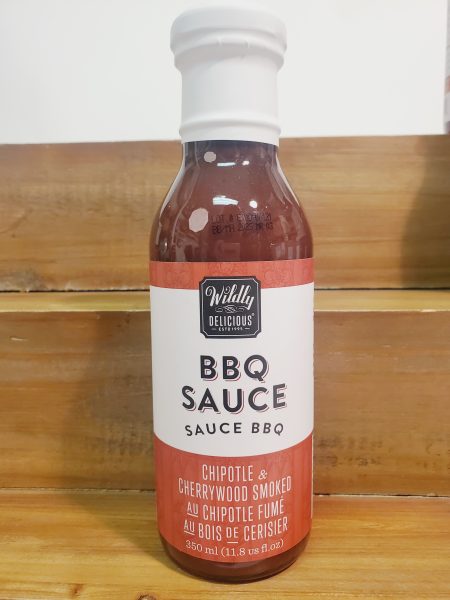 Wildly
DELICIOUS
ESTD 1995
BBQ
SAUCE
SAUCE BBQ
CHIPOTLE &
CHERRYWOOD SMOKED
AU CHIPOTLE FUMÉ
AU BOIS DE CERISIER
350 ml (11.8 us fl.oz)